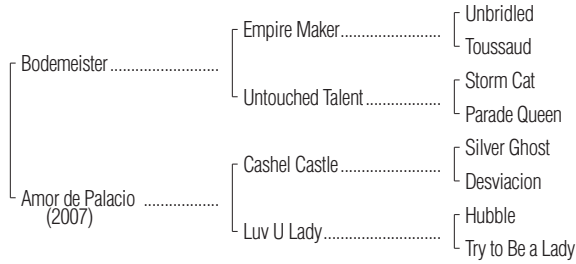 Unbridled
Empire Maker
Toussaud
Bodemeister
Storm Cat
Untouched Talent
Parade Queen
Silver Ghost
Cashel Castle
Desviacion
Amor de Palacio
(2007)
Hubble
Luv U Lady
Try to Be a Lady